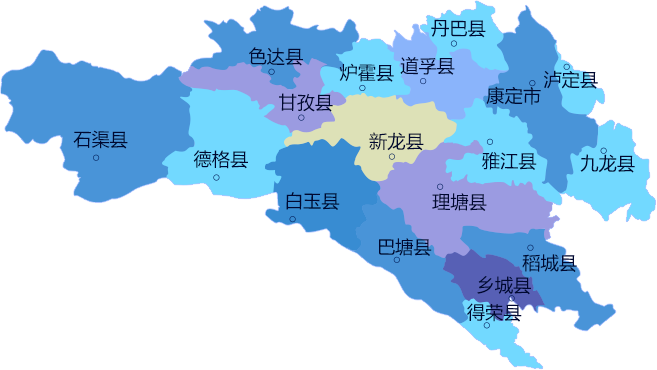 丹巴县
色达县
炉霍县
道孚县
泸定县
甘孜县
康定市
石渠县
新龙县
德格县
雅江县
九龙县
白玉县
理塘县
巴塘县
稻城县
乡城县
得荣县